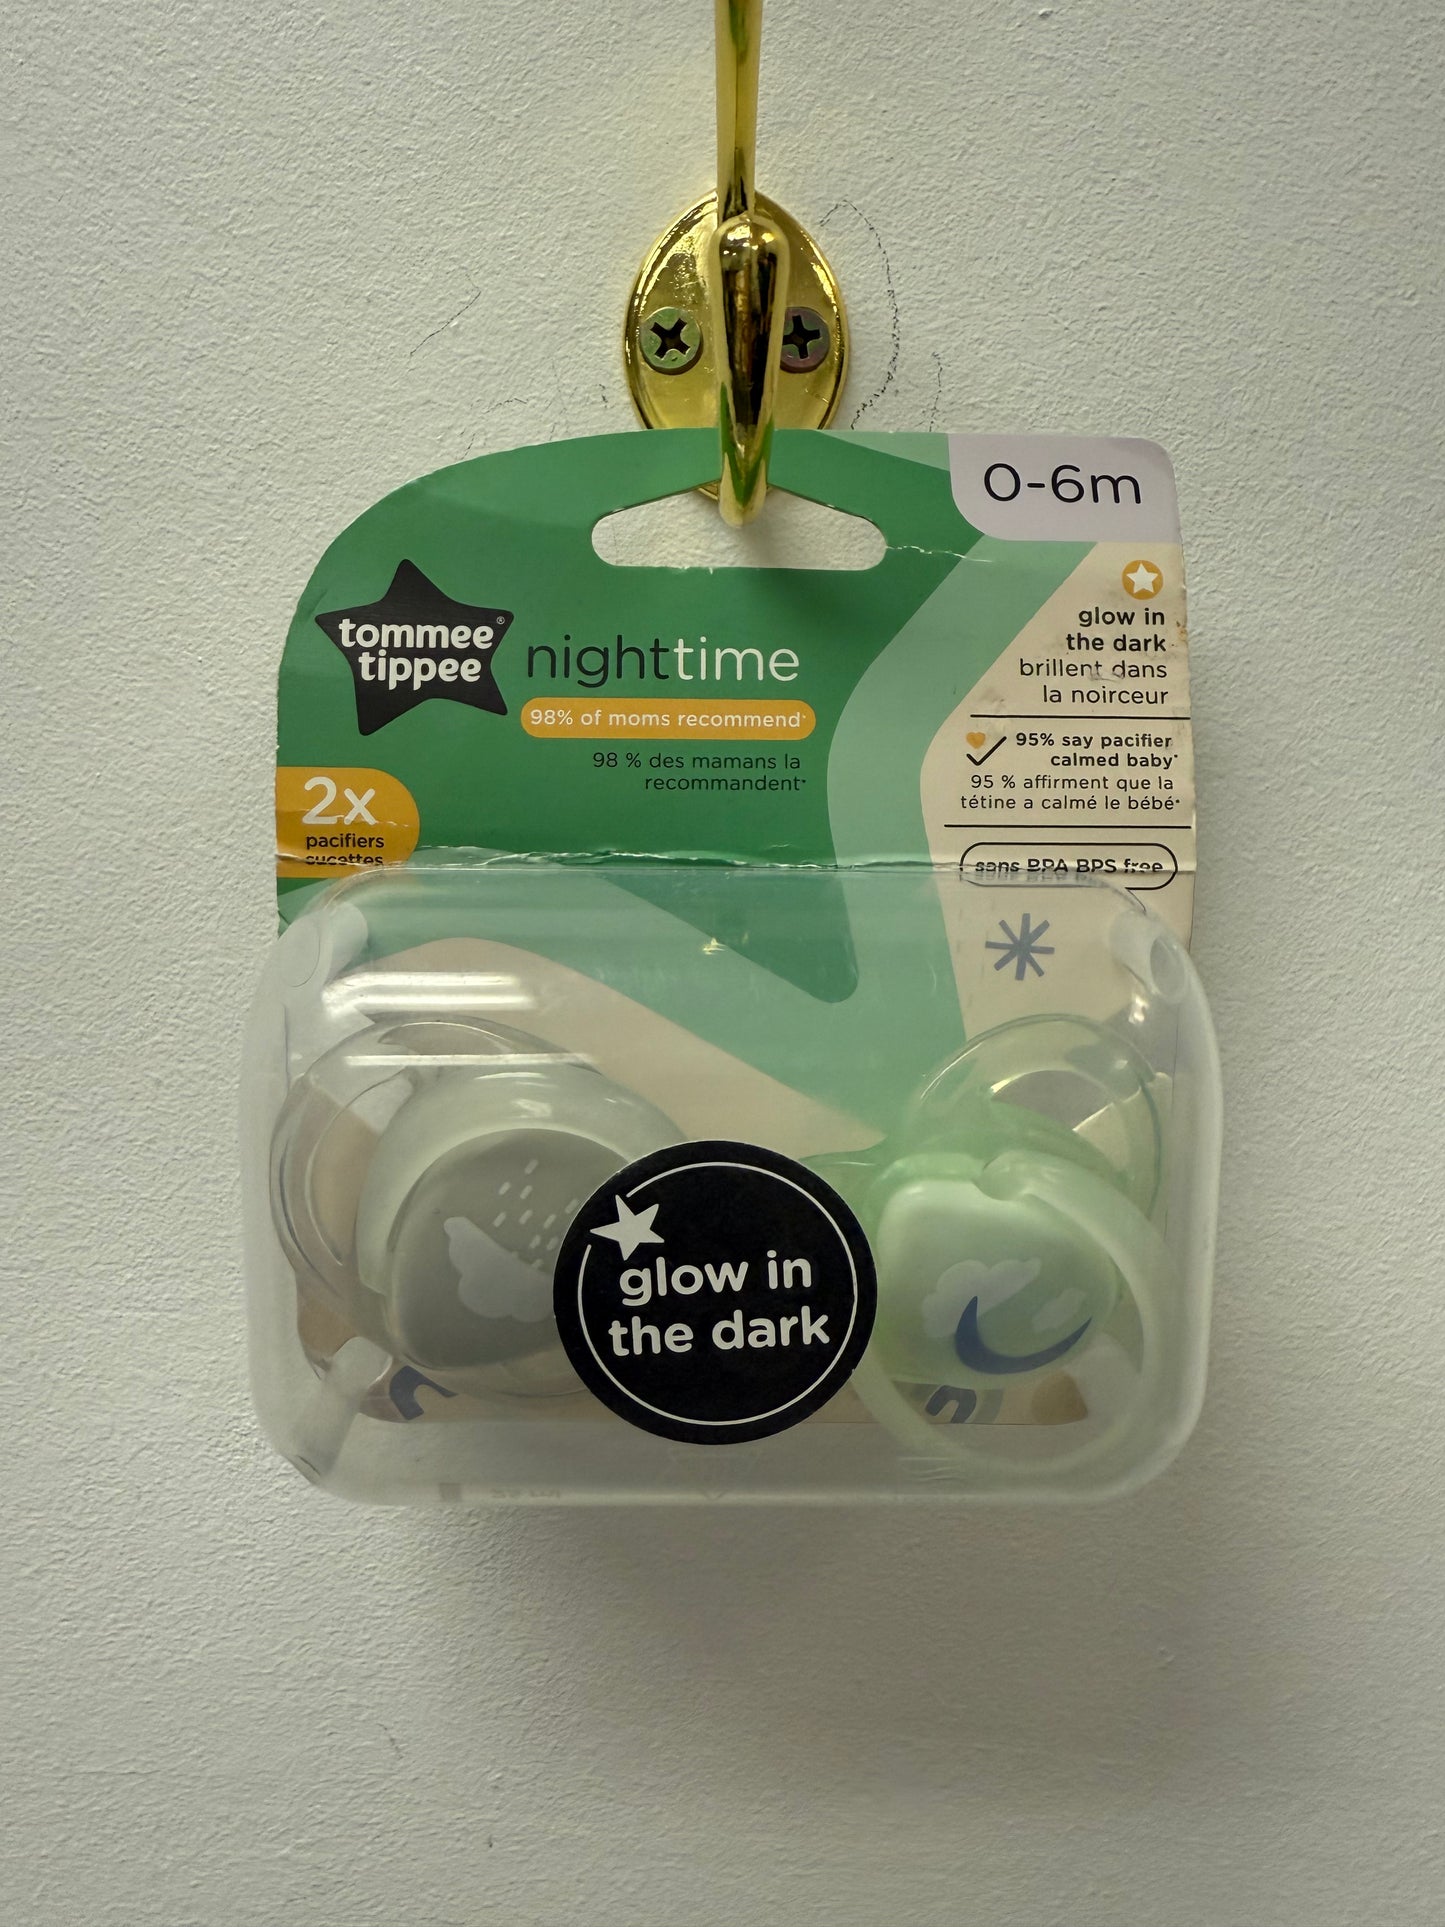 0-6m
tommee®
tippee
nighttime
98% of moms recommend*
98 % des mamans la
recommandent*
2x
pacifiers
sucettes
glow in
the dark
brillent dans
la noirceur
95% say pacifier
calmed baby*
95 % affirment que la
tétine a calmé le bébé*
sans BPA BPS free
glow in
the dark